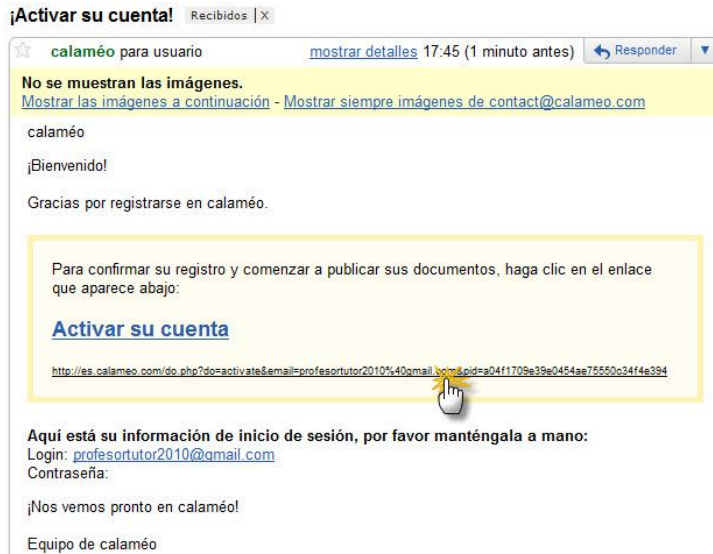 ¡Activar su cuenta! Recibidos | X
calaméo para usuario mostrar detalles 17:45 (1 minuto antes) Responder
No se muestran las imágenes.
Mostrar las imágenes a continuación - Mostrar siempre imágenes de contact@calameo.com
calaméo
¡Bienvenido!
Gracias por registrarse en calaméo.
Para confirmar su registro y comenzar a publicar sus documentos, haga clic en el enlace
que aparece abajo:
Activar su cuenta
http://es.calameo.com/do.php?do=activate&email=profesortutor2010%40gmail.com&pid=a04f1709e39e0454ae75550c34f4e394
Aquí está su información de inicio de sesión, por favor manténgala a mano:
Login: profesortutor2010@gmail.com
Contraseña:
¡Nos vemos pronto en calaméo!
Equipo de calaméo